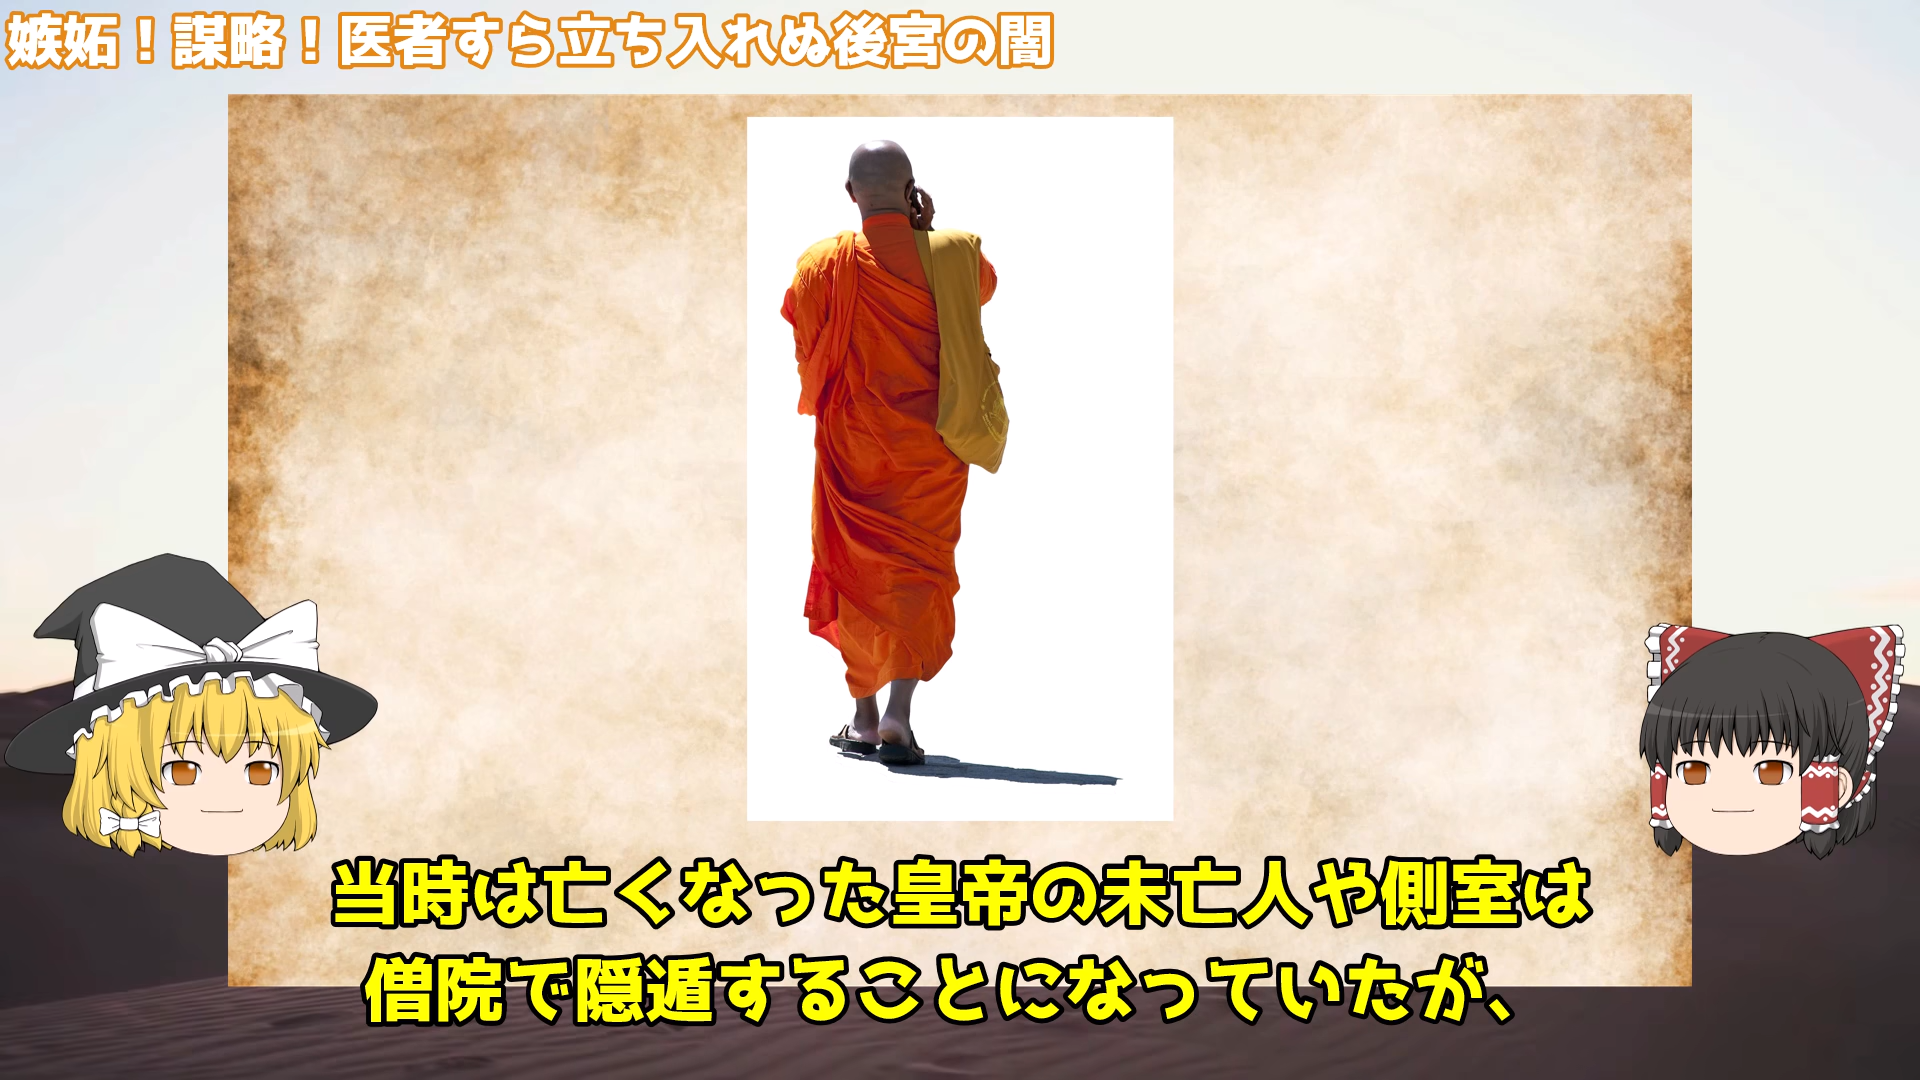 嫉妬！謀略！医者すら立ち入れぬ後宮の闇
当時は亡くなった皇帝の未亡人や側室は
僧院で隠遁することになっていたが、